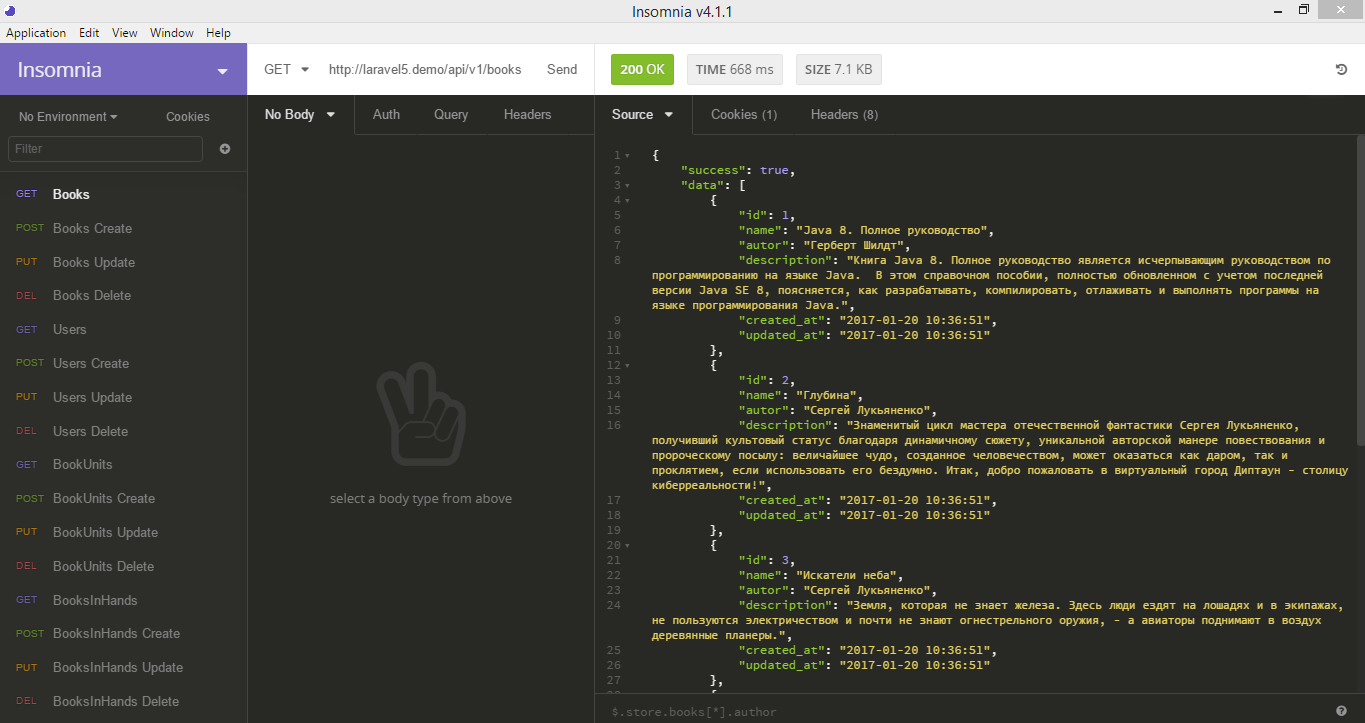 Insomnia v4.1.1
Application Edit View Window Help
Insomnia
GET http://laravel5.demo/api/v1/books Send
200 OK TIME 668 ms SIZE 7.1 KB
No Environment Cookies
Filter
GET Books
POST Books Create
PUT Books Update
DEL Books Delete
GET Users
POST Users Create
PUT Users Update
DEL Users Delete
GET BookUnits
POST BookUnits Create
PUT BookUnits Update
DEL BookUnits Delete
GET BooksInHands
POST BooksInHands Create
PUT BooksInHands Update
DEL BooksInHands Delete
No Body Auth Query Headers
select a body type from above
Source Cookies (1) Headers (8)
1 {
2 "success": true,
3 "data": [
4 {
5 "id": 1,
6 "name": "Java 8. Полное руководство",
7 "autor": "Герберт Шилдт",
8 "description": "Книга Java 8. Полное руководство является исчерпывающим руководством по
программированию на языке Java.  В этом справочном пособии, полностью обновленном с учетом последней
версии Java SE 8, поясняется, как разрабатывать, компилировать, отлаживать и выполнять программы на
языке программирования Java.",
9 "created_at": "2017-01-20 10:36:51",
10 "updated_at": "2017-01-20 10:36:51"
11 },
12 {
13 "id": 2,
14 "name": "Глубина",
15 "autor": "Сергей Лукьяненко",
16 "description": "Знаменитый цикл мастера отечественной фантастики Сергея Лукьяненко,
получивший культовый статус благодаря динамичному сюжету, уникальной авторской манере повествования и
пророческому посылу: величайшее чудо, созданное человечеством, может оказаться как даром, так и
проклятием, если использовать его бездумно. Итак, добро пожаловать в виртуальный город Диптаун - столицу
киберреальности!",
17 "created_at": "2017-01-20 10:36:51",
18 "updated_at": "2017-01-20 10:36:51"
19 },
20 {
21 "id": 3,
22 "name": "Искатели неба",
23 "autor": "Сергей Лукьяненко",
24 "description": "Земля, которая не знает железа. Здесь люди ездят на лошадях и в экипажах,
не пользуются электричеством и почти не знают огнестрельного оружия, - а авиаторы поднимают в воздух
деревянные планеры.",
25 "created_at": "2017-01-20 10:36:51",
26 "updated_at": "2017-01-20 10:36:51"
27 },
$.store.books[*].author